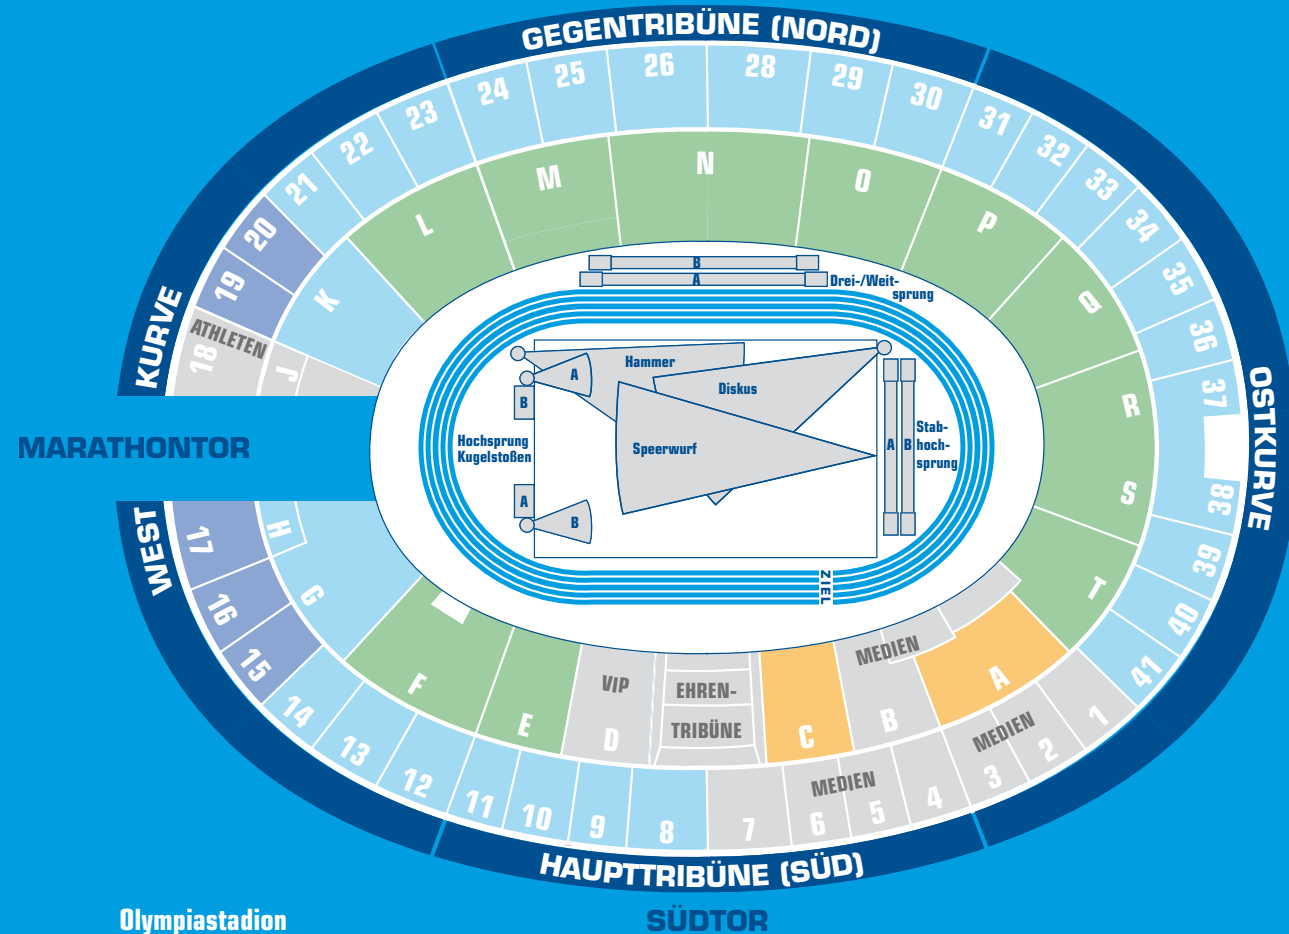 GEGENTRIBÜNE (NORD)
24
25
26
28
29
30
23
31
22
32
21
33
20
34
19
35
18
36
37
38
39
40
41
ATHLETEN
J
K
L
M
N
O
P
Q
R
S
T
KURVE
MARATHONTOR
WEST
OSTKURVE
B
A
Drei-/Weit-
sprung
Hammer
A
B
Diskus
Hochsprung
Kugelstoßen
Speerwurf
A
B
Stab-
hoch-
sprung
A
B
ZIEL
H
G
F
E
VIP
D
EHREN-
TRIBÜNE
C
MEDIEN
B
A
17
16
15
14
13
12
11
10
9
8
7
MEDIEN
6
5
4
MEDIEN
3
2
1
HAUPTTRIBÜNE (SÜD)
Olympiastadion
SÜDTOR